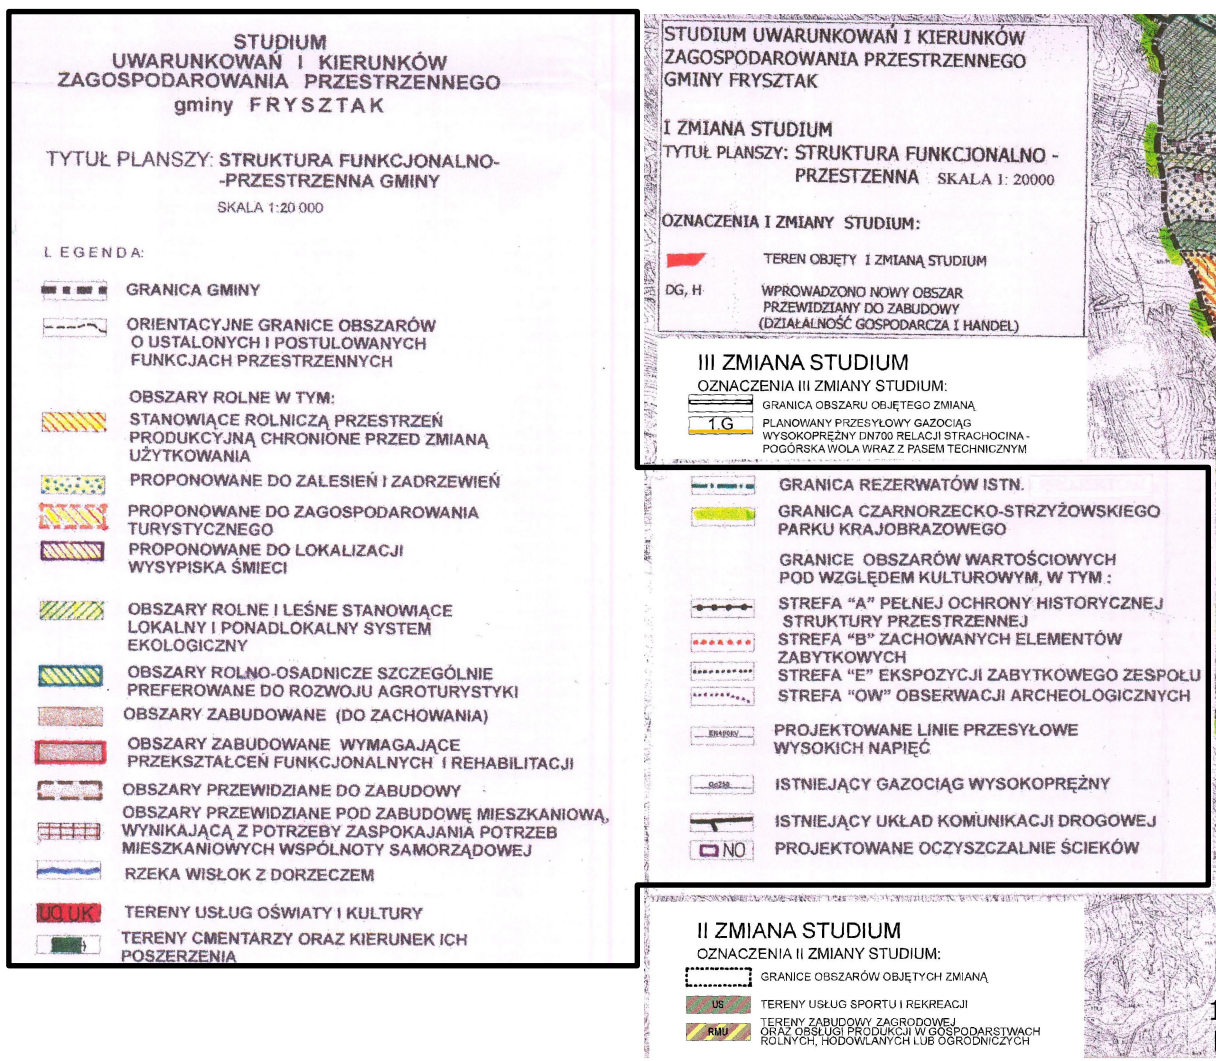 STUDIUM
UWARUNKOWAŃ I KIERUNKÓW
ZAGOSPODAROWANIA PRZESTRZENNEGO
gminy FRYSZTAK
TYTUŁ PLANSZY: STRUKTURA FUNKCJONALNO-
-PRZESTRZENNA GMINY
SKALA 1:20 000
LEGENDA:
GRANICA GMINY
ORIENTACYJNE GRANICE OBSZARÓW
O USTALONYCH I POSTULOWANYCH
FUNKCJACH PRZESTRZENNYCH
OBSZARY ROLNE W TYM:
STANOWIĄCE ROLNICZĄ PRZESTRZEŃ
PRODUKCYJNĄ CHRONIONE PRZED ZMIANĄ
UŻYTKOWANIA
PROPONOWANE DO ZALESIEŃ I ZADRZEWIEŃ
PROPONOWANE DO ZAGOSPODAROWANIA
TURYSTYCZNEGO
PROPONOWANE DO LOKALIZACJI
WYSYPISKA ŚMIECI
OBSZARY ROLNE I LEŚNE STANOWIĄCE
LOKALNY I PONADLOKALNY SYSTEM
EKOLOGICZNY
OBSZARY ROLNO-OSADNICZE SZCZEGÓLNIE
PREFEROWANE DO ROZWOJU AGROTURYSTYKI
OBSZARY ZABUDOWANE (DO ZACHOWANIA)
OBSZARY ZABUDOWANE WYMAGAJĄCE
PRZEKSZTAŁCEŃ FUNKCJONALNYCH I REHABILITACJI
OBSZARY PRZEWIDZIANE DO ZABUDOWY
OBSZARY PRZEWIDZIANE POD ZABUDOWĘ MIESZKANIOWĄ,
WYNIKAJĄCĄ Z POTRZEBY ZASPOKAJANIA POTRZEB
MIESZKANIOWYCH WSPÓLNOTY SAMORZĄDOWEJ
RZEKA WISŁOK Z DORZECZEM
UO UK TERENY USŁUG OŚWIATY I KULTURY
TERENY CMENTARZY ORAZ KIERUNEK ICH
POSZERZENIA
STUDIUM UWARUNKOWAŃ I KIERUNKÓW
ZAGOSPODAROWANIA PRZESTRZENNEGO
GMINY FRYSZTAK
I ZMIANA STUDIUM
TYTUŁ PLANSZY: STRUKTURA FUNKCJONALNO -
PRZESTZENNA SKALA 1: 20000
OZNACZENIA I ZMIANY STUDIUM:
TEREN OBJĘTY I ZMIANĄ STUDIUM
DG, H WPROWADZONO NOWY OBSZAR
PRZEWIDZIANY DO ZABUDOWY
(DZIAŁALNOŚĆ GOSPODARCZA I HANDEL)
III ZMIANA STUDIUM
OZNACZENIA III ZMIANY STUDIUM:
GRANICA OBSZARU OBJĘTEGO ZMIANĄ
1.G PLANOWANY PRZESYŁOWY GAZOCIĄG
WYSOKOPRĘŻNY DN700 RELACJI STRACHOCINA -
POGÓRSKA WOLA WRAZ Z PASEM TECHNICZNYM
GRANICA REZERWATÓW ISTN.
GRANICA CZARNORZECKO-STRZYŻOWSKIEGO
PARKU KRAJOBRAZOWEGO
GRANICE OBSZARÓW WARTOŚCIOWYCH
POD WZGLĘDEM KULTUROWYM, W TYM :
STREFA "A" PEŁNEJ OCHRONY HISTORYCZNEJ
STRUKTURY PRZESTRZENNEJ
STREFA "B" ZACHOWANYCH ELEMENTÓW
ZABYTKOWYCH
STREFA "E" EKSPOZYCJI ZABYTKOWEGO ZESPOŁU
STREFA "OW" OBSERWACJI ARCHEOLOGICZNYCH
PROJEKTOWANE LINIE PRZESYŁOWE
WYSOKICH NAPIĘĆ
ISTNIEJĄCY GAZOCIĄG WYSOKOPRĘŻNY
ISTNIEJĄCY UKŁAD KOMUNIKACJI DROGOWEJ
NO PROJEKTOWANE OCZYSZCZALNIE ŚCIEKÓW
II ZMIANA STUDIUM
OZNACZENIA II ZMIANY STUDIUM:
GRANICE OBSZARÓW OBJĘTYCH ZMIANĄ
US TERENY USŁUG SPORTU I REKREACJI
TERENY ZABUDOWY ZAGRODOWEJ
RMU ORAZ OBSŁUGI PRODUKCJI W GOSPODARSTWACH
ROLNYCH, HODOWLANYCH LUB OGRODNICZYCH